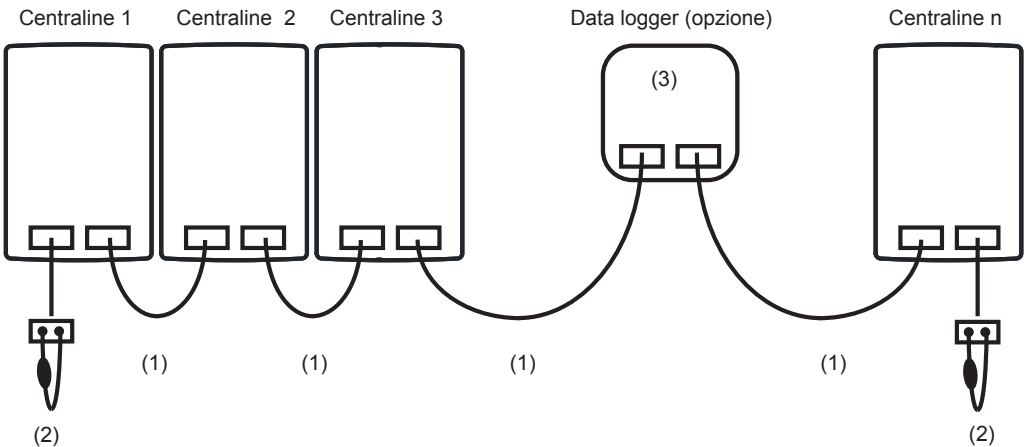 Centraline 1
Centraline 2
Centraline 3
Data logger (opzione)
Centraline n
(3)
(1)
(1)
(1)
(1)
(2)
(2)